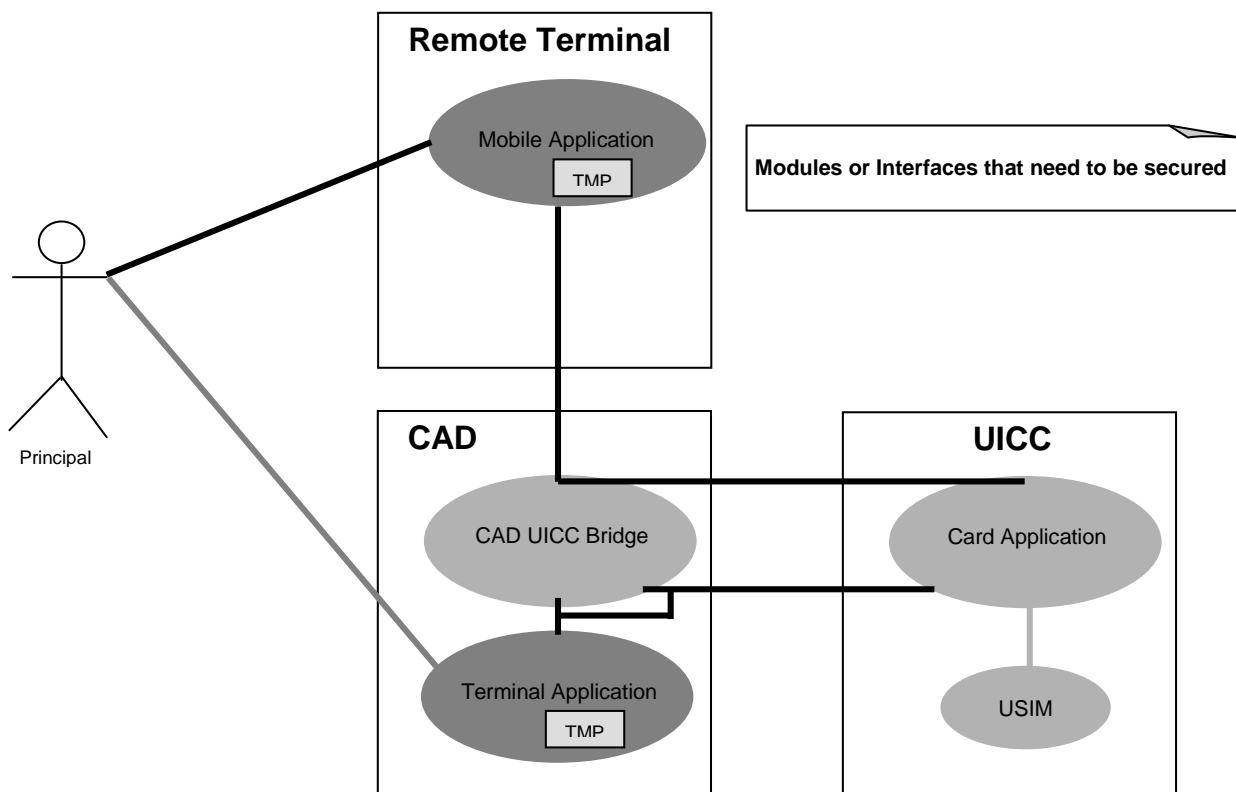 Remote Terminal
Mobile Application
TMP
Modules or Interfaces that need to be secured
Principal
CAD
UICC
CAD UICC Bridge
Card Application
Terminal Application
TMP
USIM